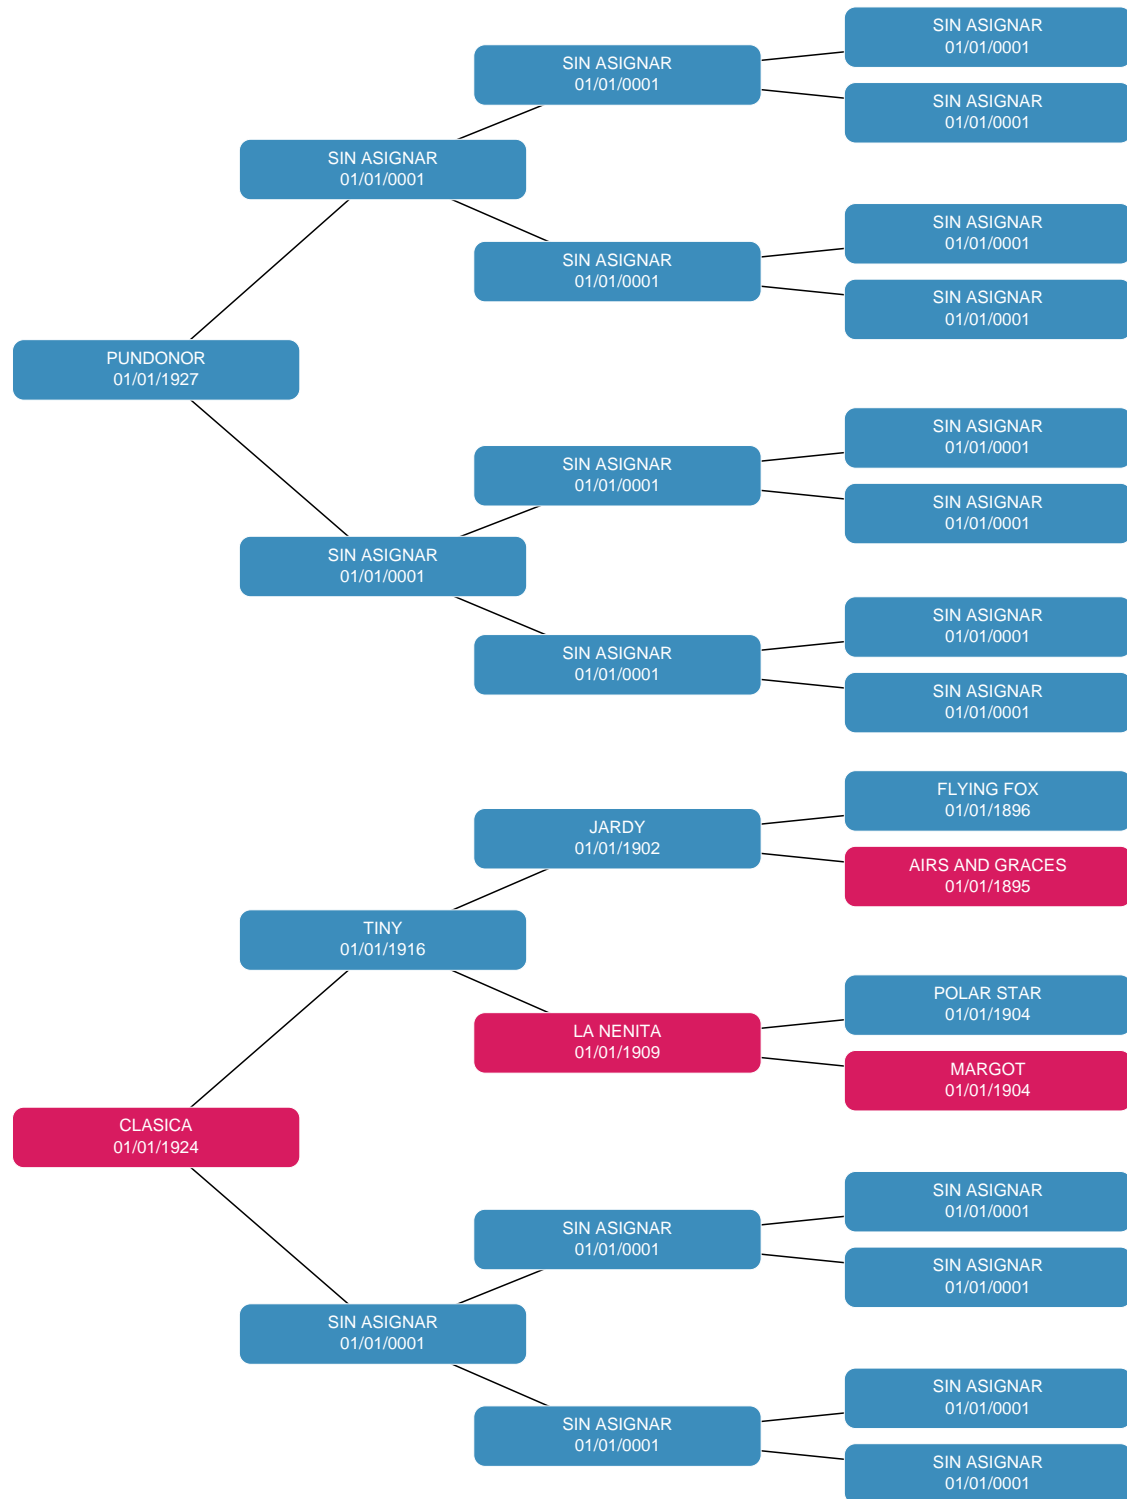 SIN ASIGNAR
01/01/0001
SIN ASIGNAR
01/01/0001
SIN ASIGNAR
01/01/0001
SIN ASIGNAR
01/01/0001
SIN ASIGNAR
01/01/0001
SIN ASIGNAR
01/01/0001
SIN ASIGNAR
01/01/0001
PUNDONOR
01/01/1927
SIN ASIGNAR
01/01/0001
SIN ASIGNAR
01/01/0001
SIN ASIGNAR
01/01/0001
SIN ASIGNAR
01/01/0001
SIN ASIGNAR
01/01/0001
SIN ASIGNAR
01/01/0001
SIN ASIGNAR
01/01/0001
FLYING FOX
01/01/1896
JARDY
01/01/1902
AIRS AND GRACES
01/01/1895
TINY
01/01/1916
POLAR STAR
01/01/1904
LA NENITA
01/01/1909
MARGOT
01/01/1904
CLASICA
01/01/1924
SIN ASIGNAR
01/01/0001
SIN ASIGNAR
01/01/0001
SIN ASIGNAR
01/01/0001
SIN ASIGNAR
01/01/0001
SIN ASIGNAR
01/01/0001
SIN ASIGNAR
01/01/0001
SIN ASIGNAR
01/01/0001